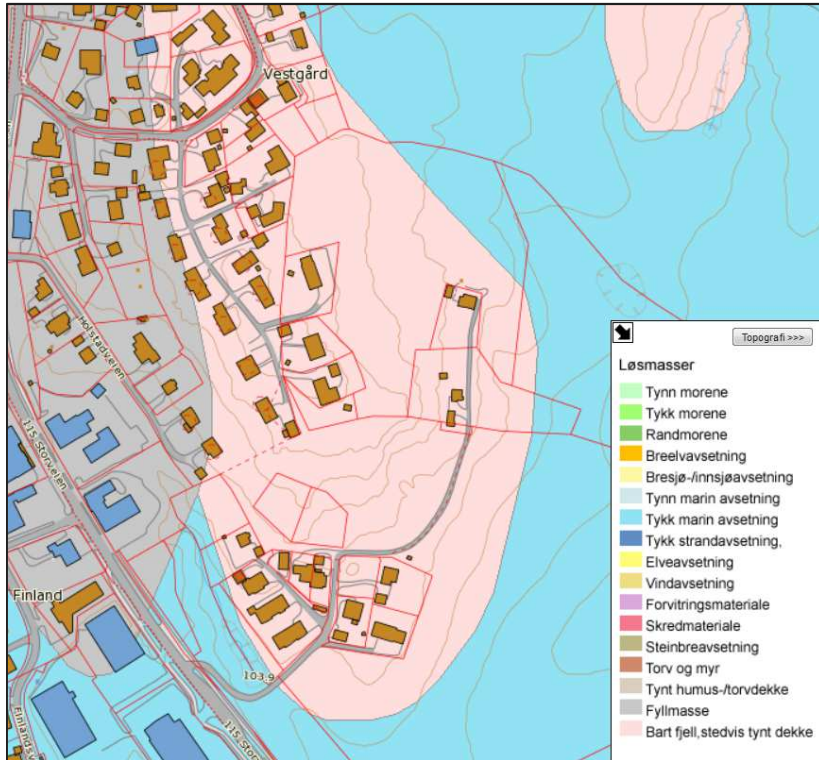 Vestgård
Holstadveien
115 Storveien
Finland
103,9
115 Stor
Topografi >>>
Løsmasser
Tynn morene
Tykk morene
Randmorene
Breelvavsetning
Bresjø-/innsjøavsetning
Tynn marin avsetning
Tykk marin avsetning
Tykk strandavsetning,
Elveavsetning
Vindavsetning
Forvitringsmateriale
Skredmateriale
Steinbreavsetning
Torv og myr
Tynt humus-/torvdekke
Fyllmasse
Bart fjell,stedvis tynt dekke